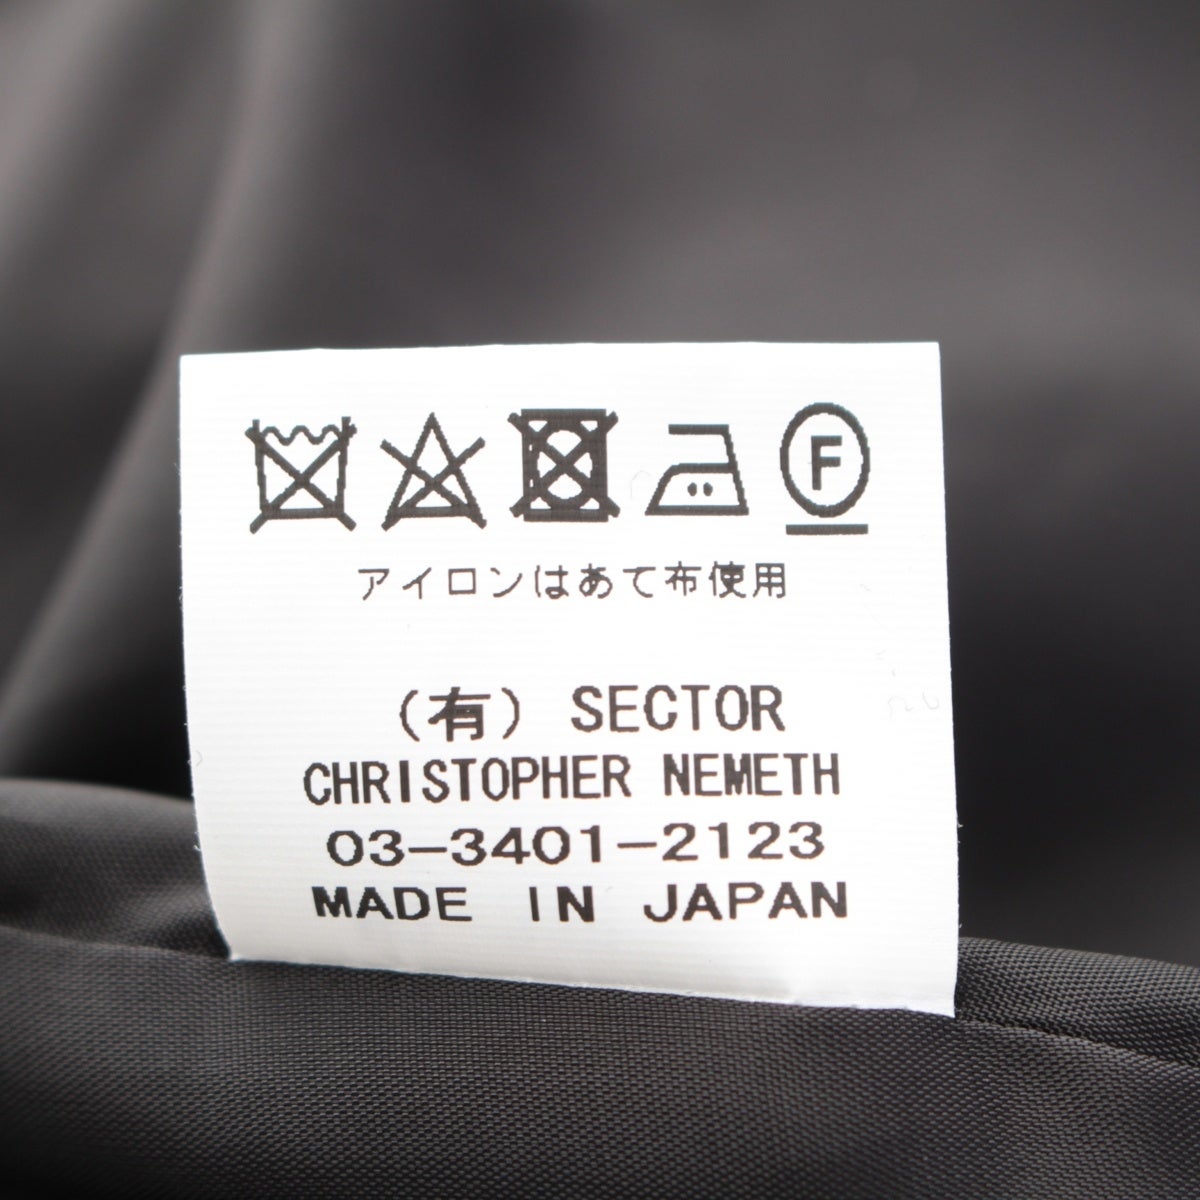 F
アイロンはあて布使用
(有) SECTOR
CHRISTOPHER NEMETH
03-3401-2123
MADE IN JAPAN